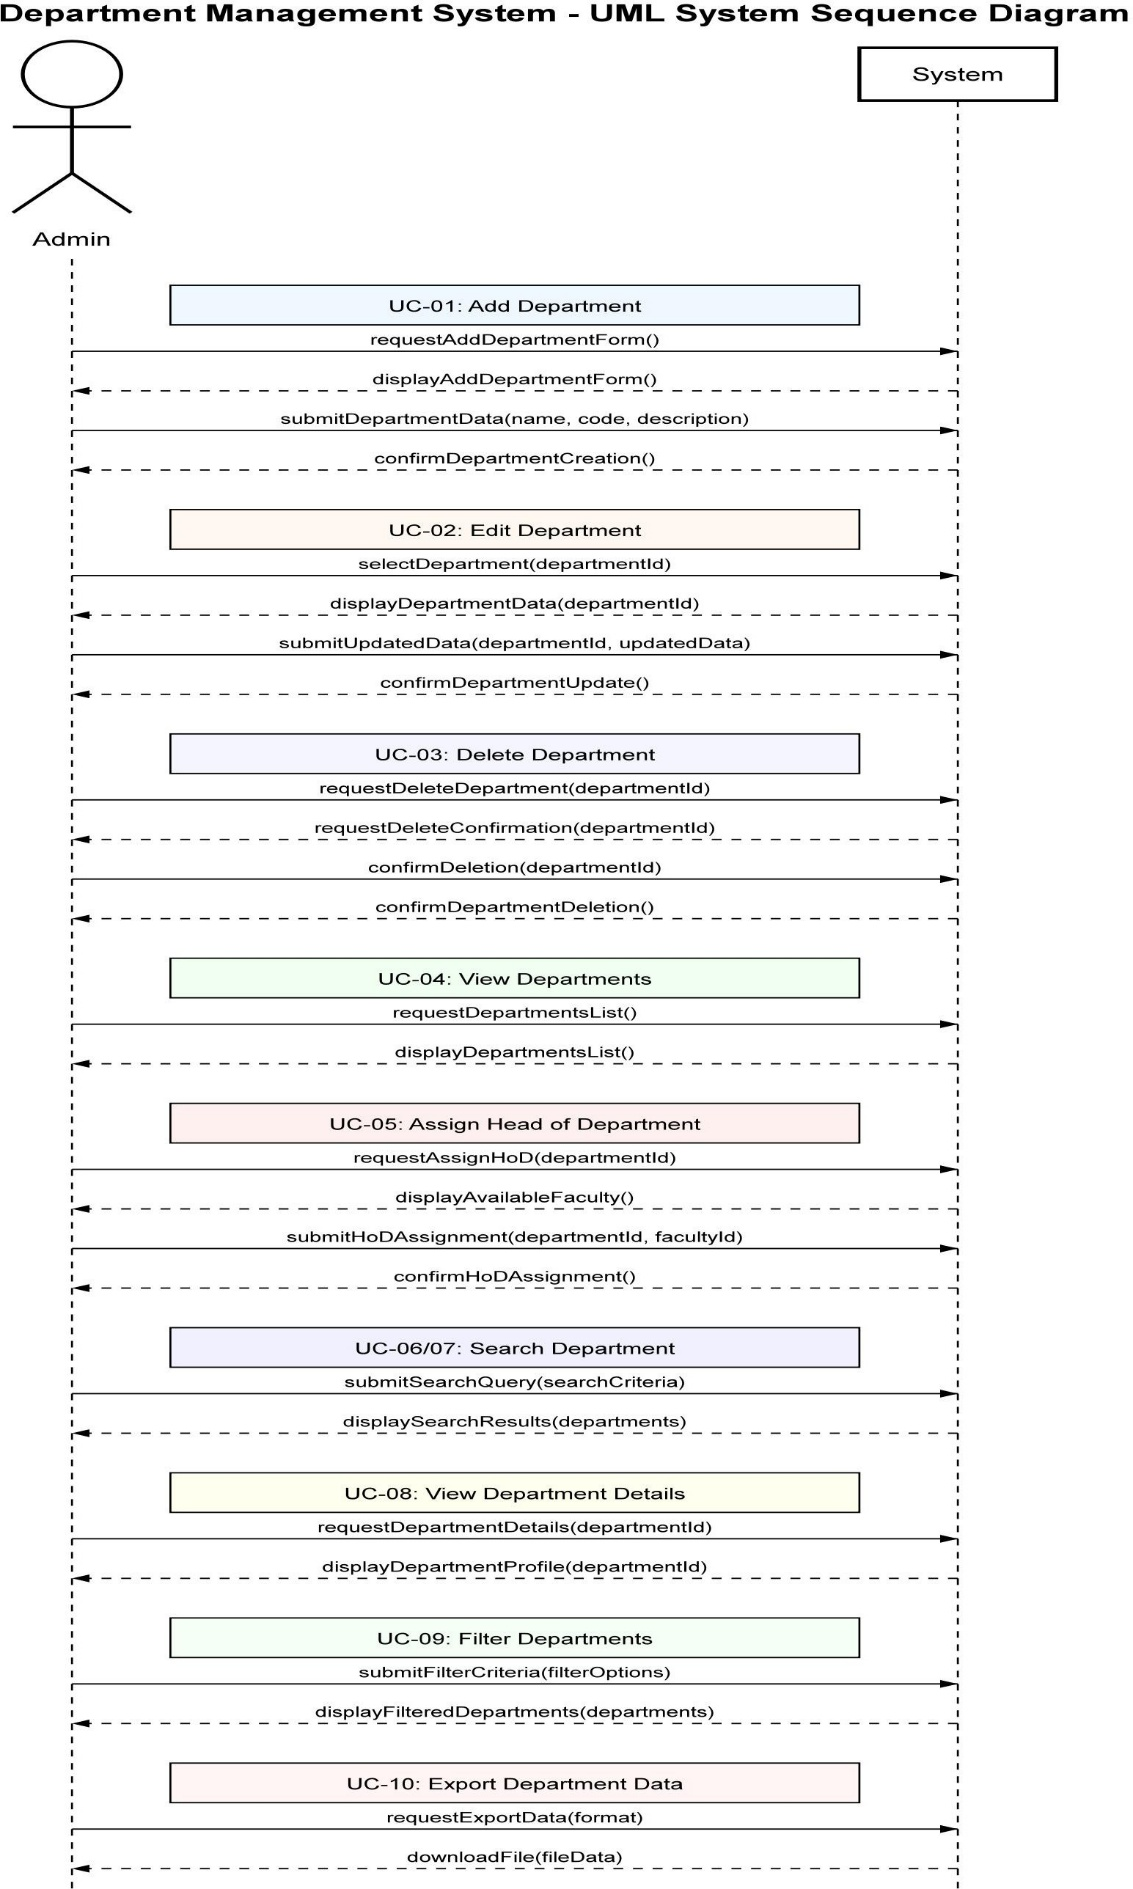 Department Management System - UML System Sequence Diagram
System
Admin
UC-01: Add Department
requestAddDepartmentForm()
displayAddDepartmentForm()
submitDepartmentData(name, code, description)
confirmDepartmentCreation()
UC-02: Edit Department
selectDepartment(departmentId)
displayDepartmentData(departmentId)
submitUpdatedData(departmentId, updatedData)
confirmDepartmentUpdate()
UC-03: Delete Department
requestDeleteDepartment(departmentId)
requestDeleteConfirmation(departmentId)
confirmDeletion(departmentId)
confirmDepartmentDeletion()
UC-04: View Departments
requestDepartmentsList()
displayDepartmentsList()
UC-05: Assign Head of Department
requestAssignHoD(departmentId)
displayAvailableFaculty()
submitHoDAssignment(departmentId, facultyId)
confirmHoDAssignment()
UC-06/07: Search Department
submitSearchQuery(searchCriteria)
displaySearchResults(departments)
UC-08: View Department Details
requestDepartmentDetails(departmentId)
displayDepartmentProfile(departmentId)
UC-09: Filter Departments
submitFilterCriteria(filterOptions)
displayFilteredDepartments(departments)
UC-10: Export Department Data
requestExportData(format)
downloadFile(fileData)